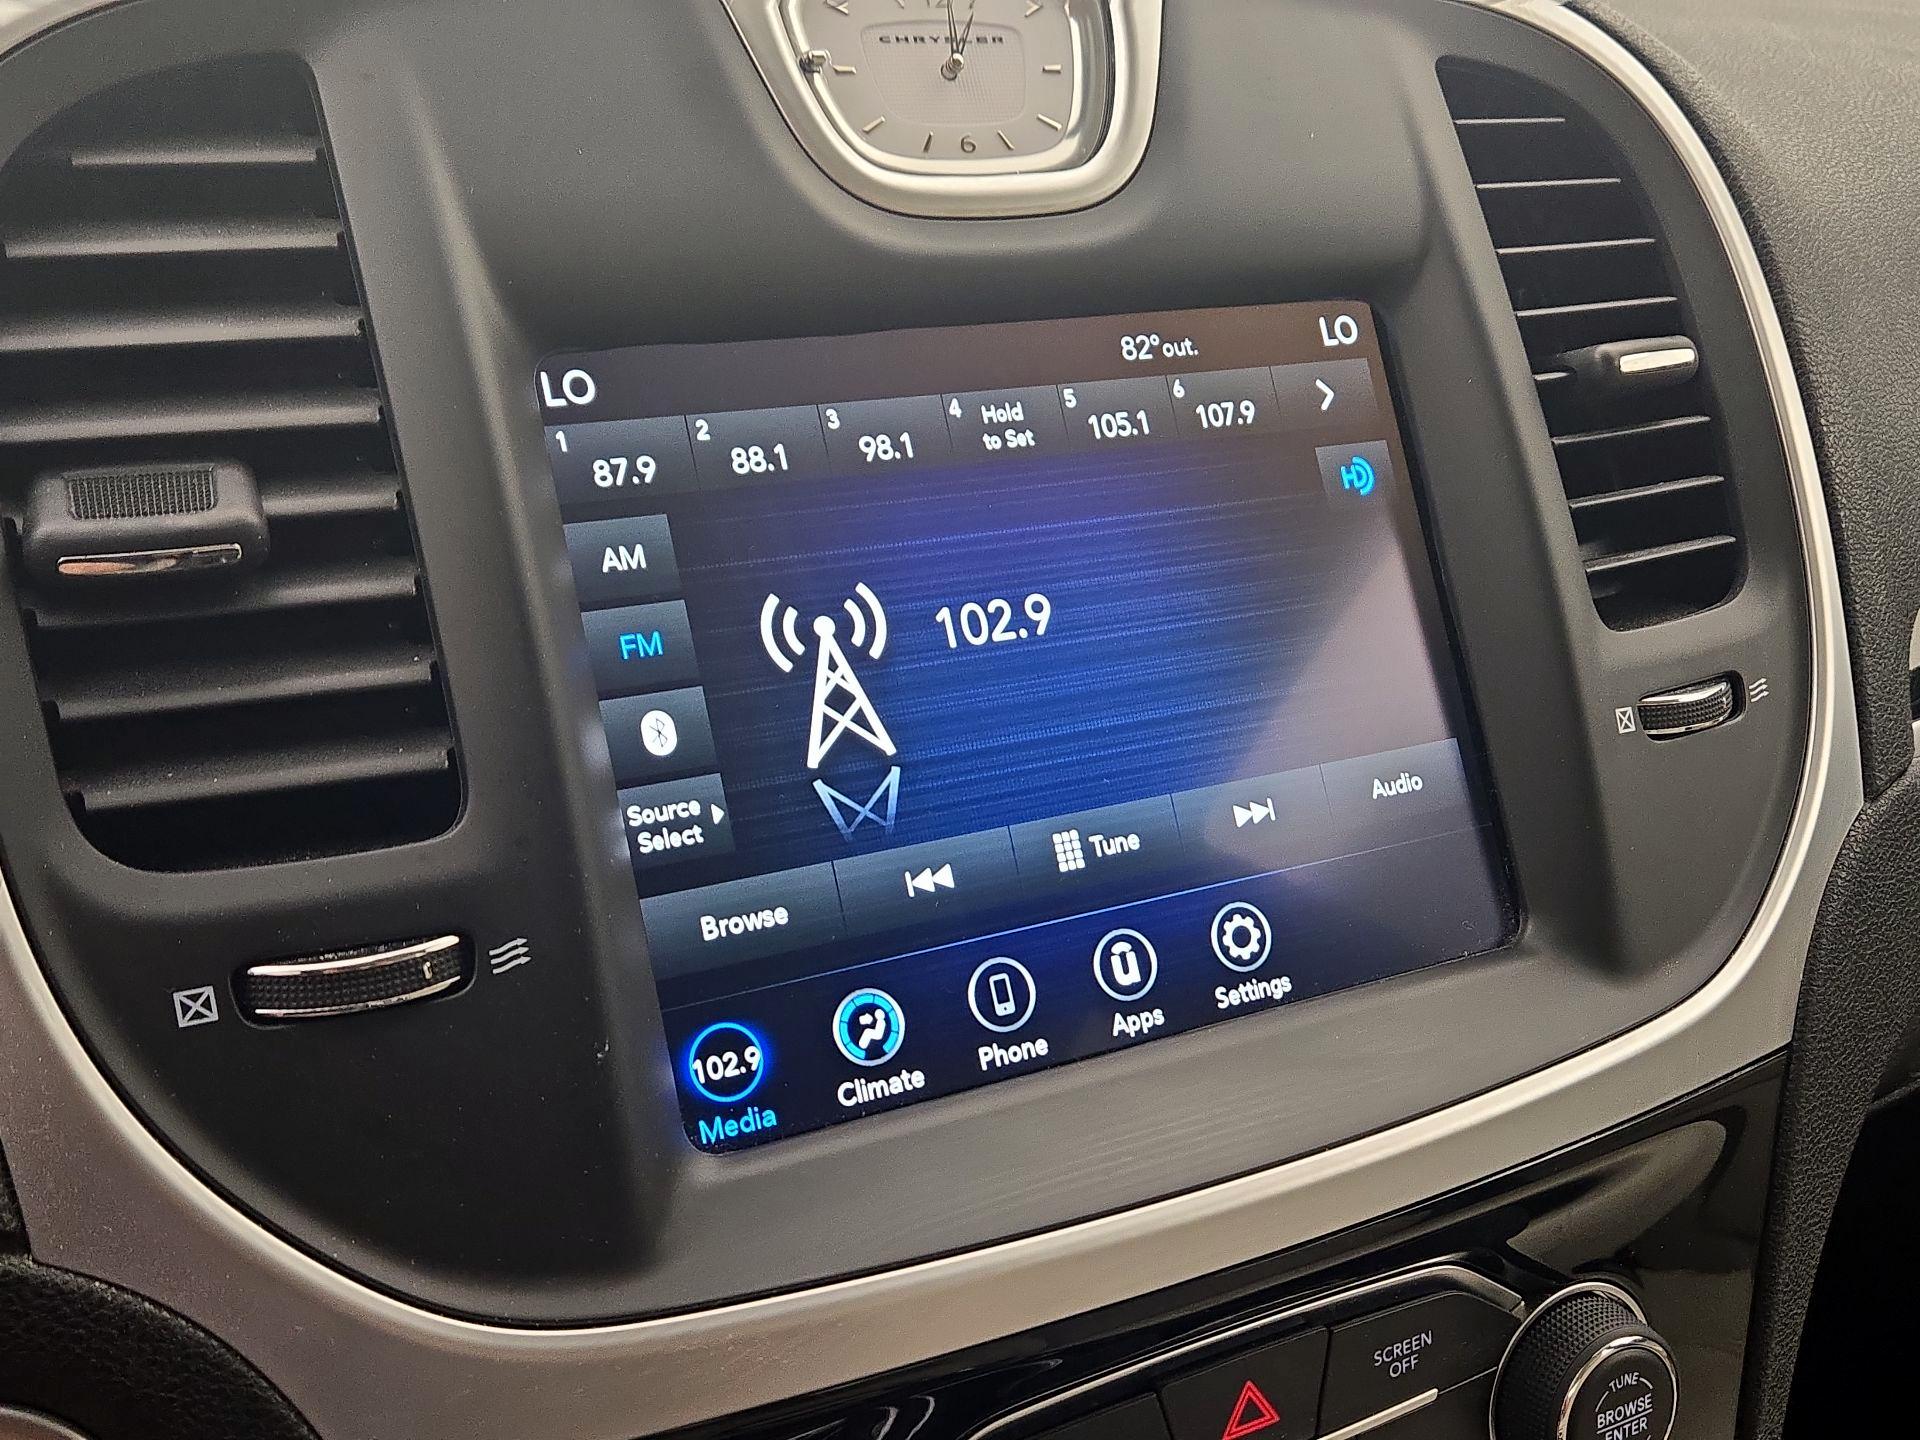 12
CHRYSLER
6
LO
82° out.
LO
1 87.9
2 88.1
3 98.1
4 Hold
to Set
5 105.1
6 107.9
HD
AM
FM
102.9
Source
Select
Browse
Tune
Audio
102.9
Media
Climate
Phone
Apps
Settings
SCREEN
OFF
TUNE
BROWSE
ENTER